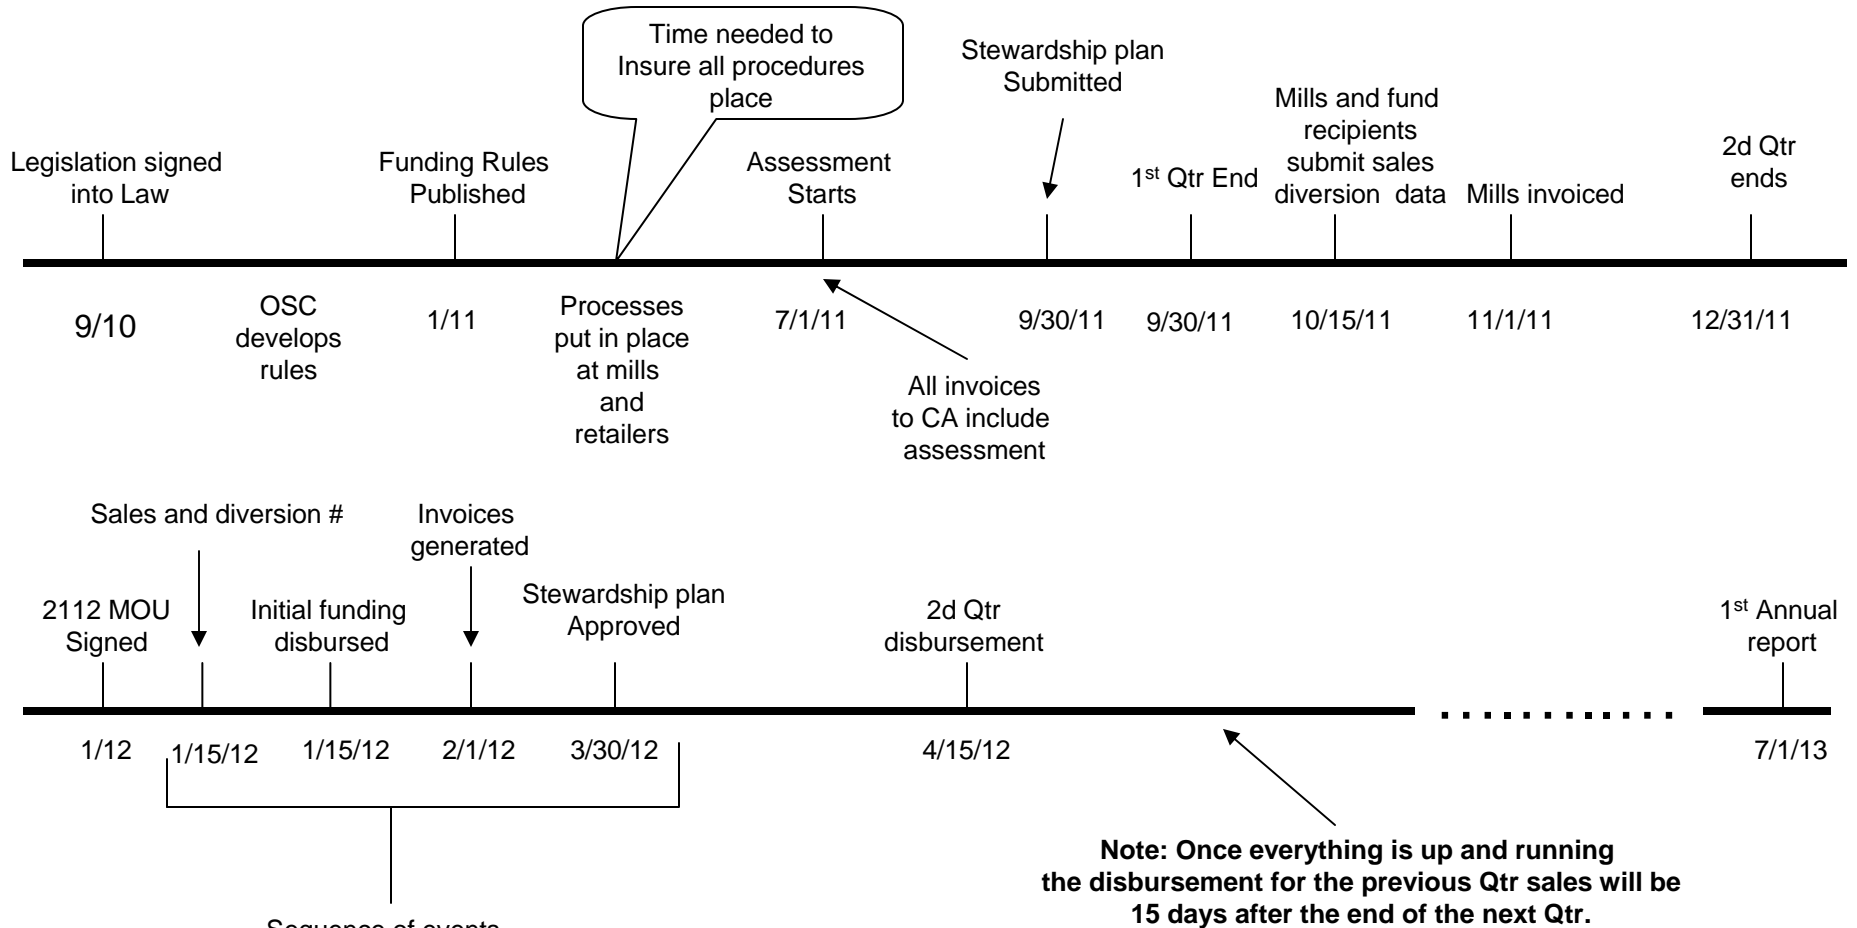 Time needed to
Insure all procedures
place
Stewardship plan
Submitted
Mills and fund
recipients
submit sales
diversion data
Legislation signed
into Law
Funding Rules
Published
Assessment
Starts
1st Qtr End
Mills invoiced
2d Qtr
ends
9/10
OSC
develops
rules
1/11
Processes
put in place
at mills
and
retailers
7/1/11
9/30/11
9/30/11
10/15/11
11/1/11
12/31/11
All invoices
to CA include
assessment
Sales and diversion #
Invoices
generated
2112 MOU
Signed
Initial funding
disbursed
Stewardship plan
Approved
2d Qtr
disbursement
1st Annual
report
1/12
1/15/12
1/15/12
2/1/12
3/30/12
4/15/12
7/1/13
Note: Once everything is up and running
the disbursement for the previous Qtr sales will be
15 days after the end of the next Qtr.
Sequence of events